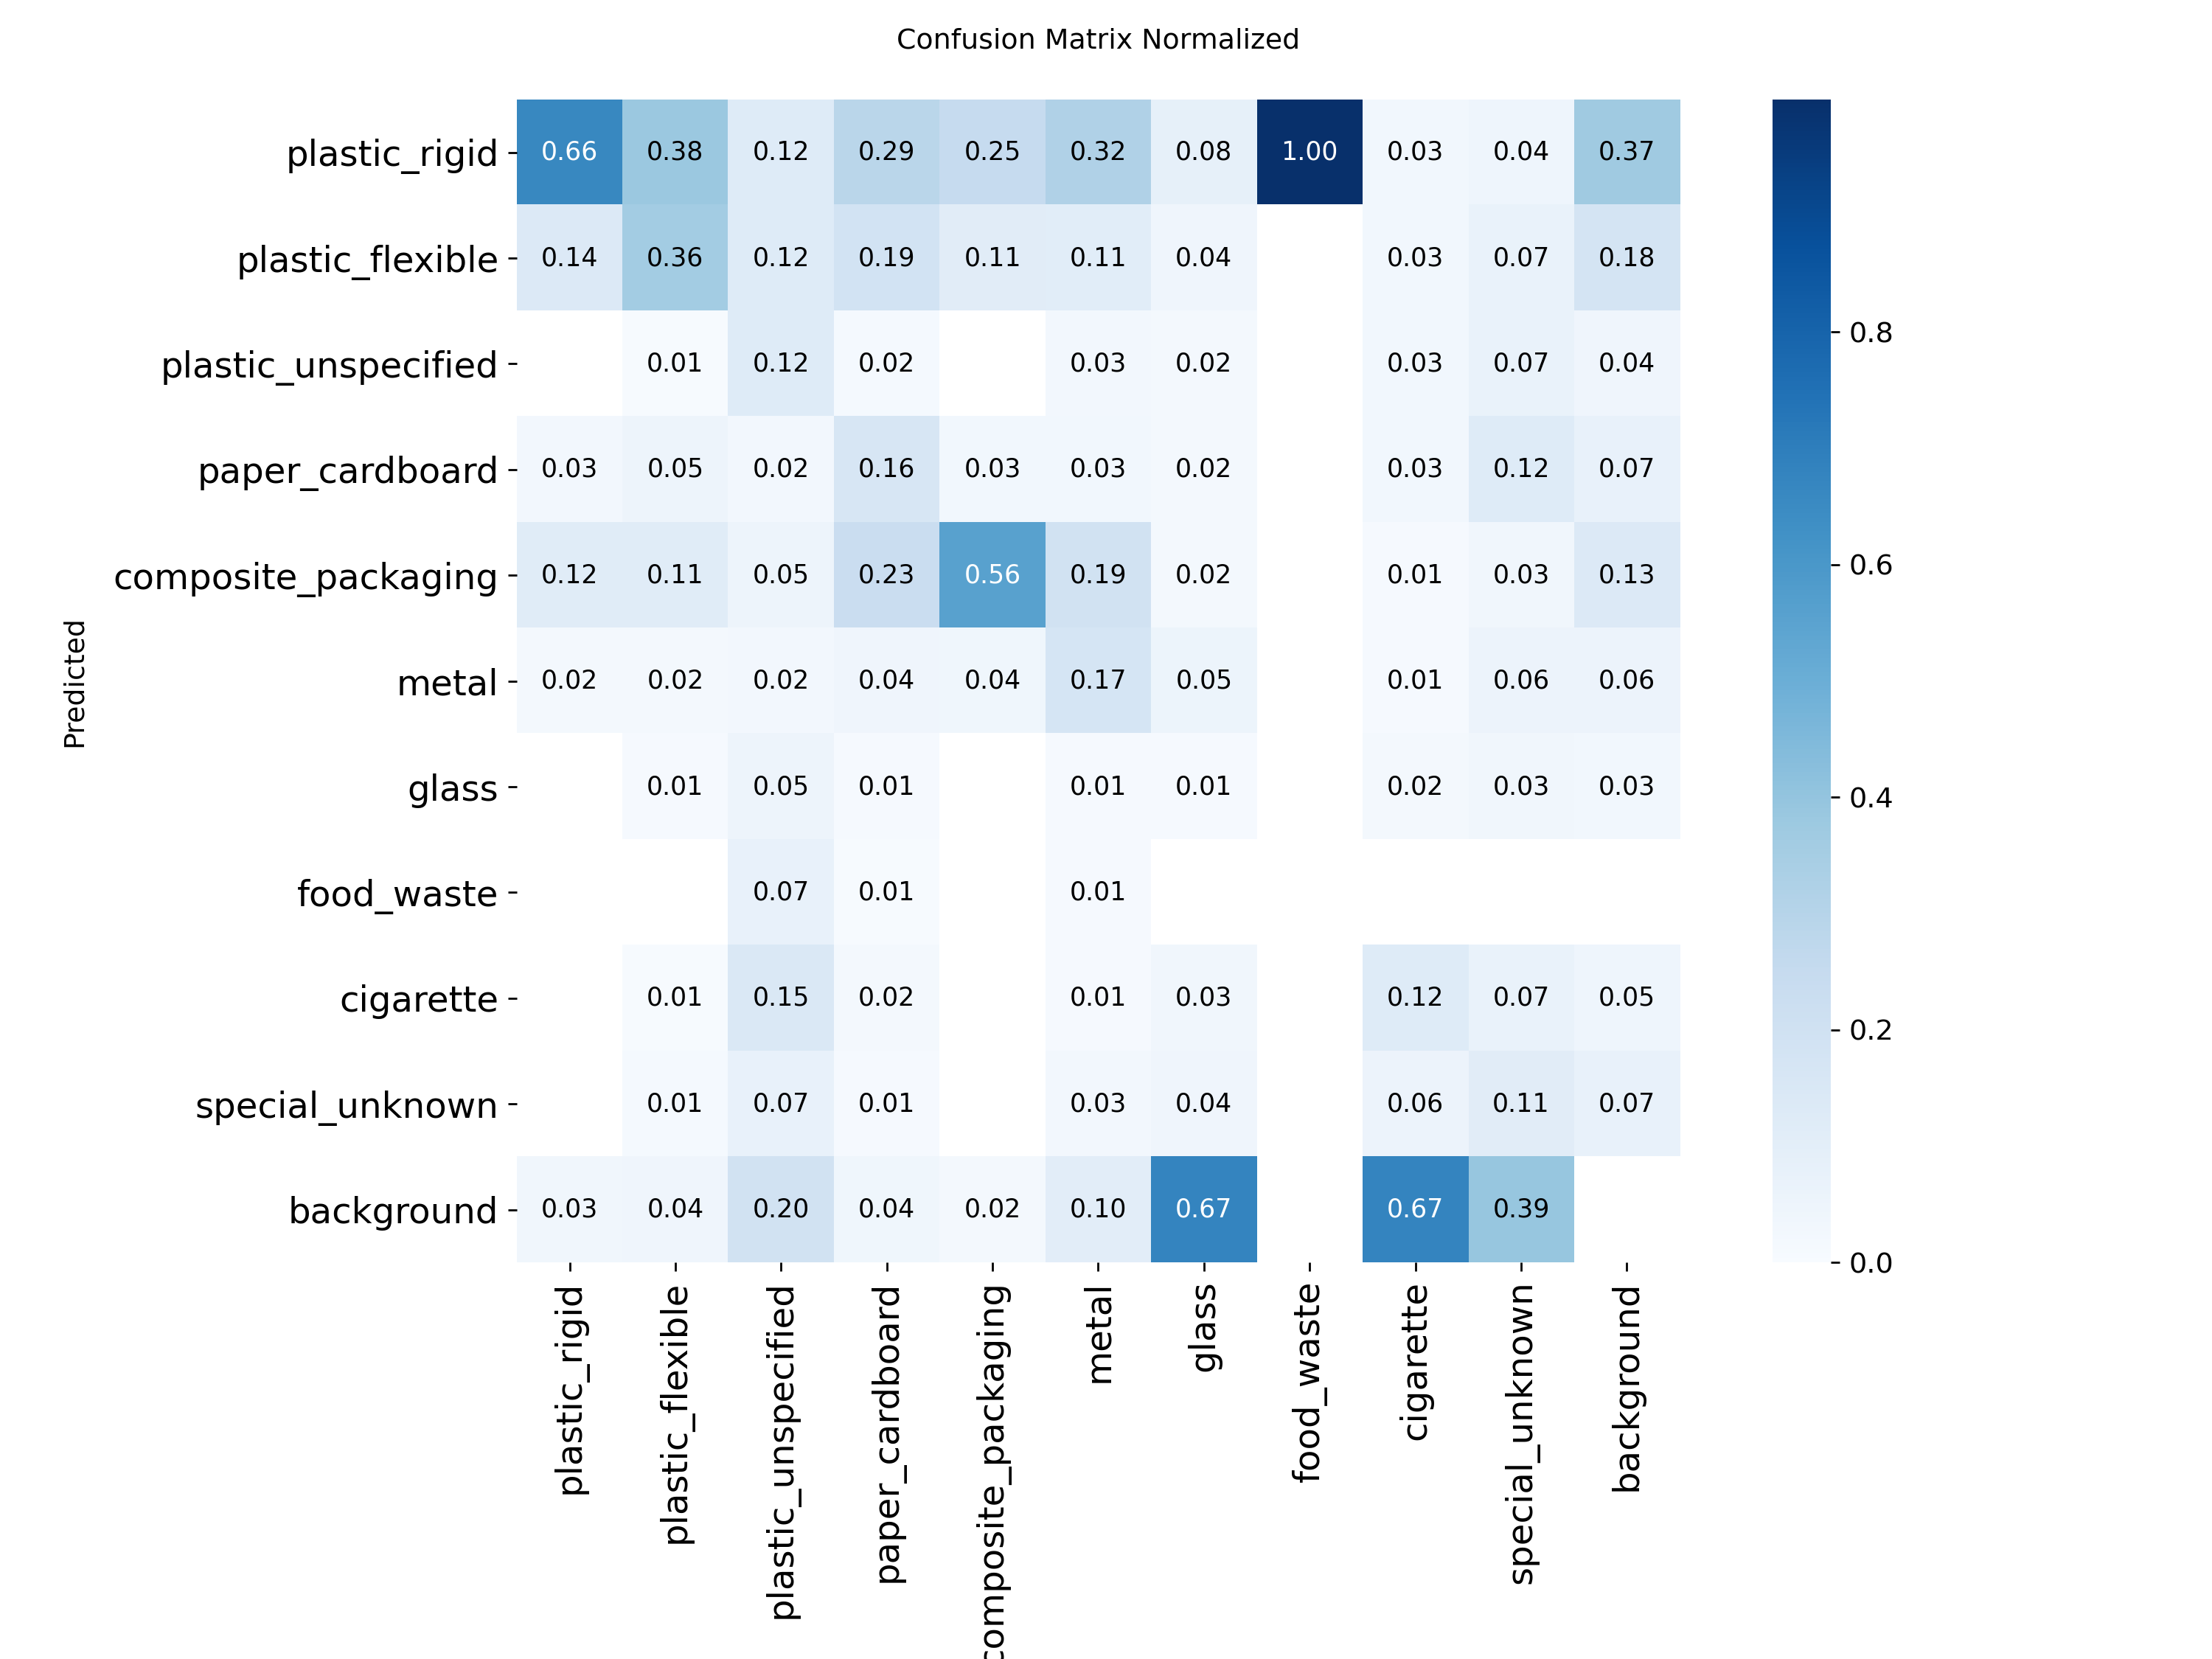 Confusion Matrix Normalized
plastic_rigid 0.66 0.38 0.12 0.29 0.25 0.32 0.08 1.00 0.03 0.04 0.37
plastic_flexible 0.14 0.36 0.12 0.19 0.11 0.11 0.04 0.03 0.07 0.18
plastic_unspecified 0.01 0.12 0.02 0.03 0.02 0.03 0.07 0.04
paper_cardboard 0.03 0.05 0.02 0.16 0.03 0.03 0.02 0.03 0.12 0.07
composite_packaging 0.12 0.11 0.05 0.23 0.56 0.19 0.02 0.01 0.03 0.13
metal 0.02 0.02 0.02 0.04 0.04 0.17 0.05 0.01 0.06 0.06
glass 0.01 0.05 0.01 0.01 0.01 0.02 0.03 0.03
food_waste 0.07 0.01 0.01
cigarette 0.01 0.15 0.02 0.01 0.03 0.12 0.07 0.05
special_unknown 0.01 0.07 0.01 0.03 0.04 0.06 0.11 0.07
background 0.03 0.04 0.20 0.04 0.02 0.10 0.67 0.67 0.39
Predicted
plastic_rigid
plastic_flexible
plastic_unspecified
paper_cardboard
composite_packaging
metal
glass
food_waste
cigarette
special_unknown
background
0.8
0.6
0.4
0.2
0.0